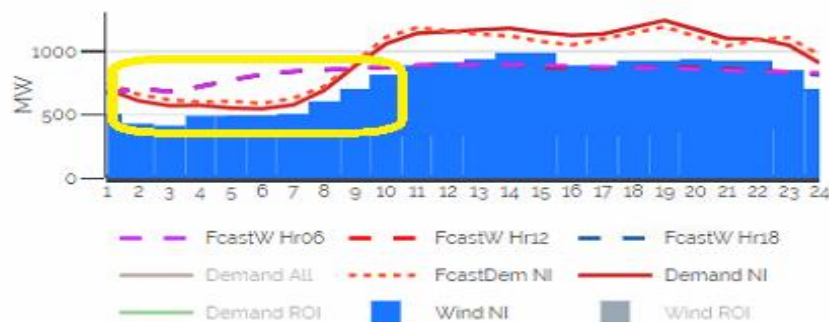 1000
MW
500
0
1 2 3 4 5 6 7 8 9 10 11 12 13 14 15 16 17 18 19 20 21 22 23 24
FcastW Hr06 FcastW Hr12 FcastW Hr18
Demand All FcastDem NI Demand NI
Demand ROI Wind NI Wind ROI